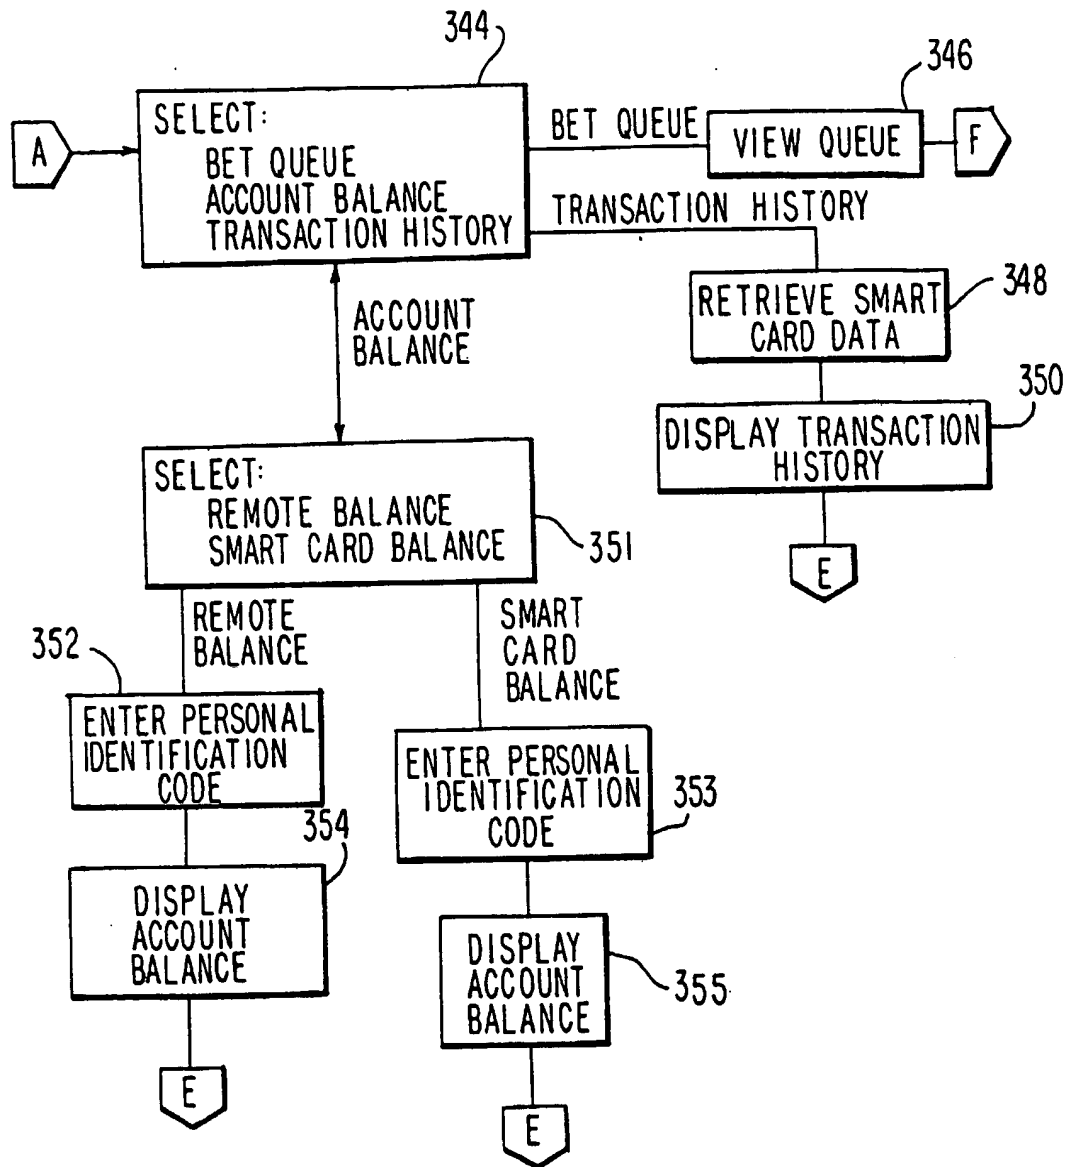 344
346
A
SELECT:
BET QUEUE
ACCOUNT BALANCE
TRANSACTION HISTORY
BET QUEUE
VIEW QUEUE
F
TRANSACTION HISTORY
348
RETRIEVE SMART
CARD DATA
350
DISPLAY TRANSACTION
HISTORY
E
ACCOUNT
BALANCE
SELECT:
REMOTE BALANCE
SMART CARD BALANCE
351
REMOTE
BALANCE
SMART
CARD
BALANCE
352
ENTER PERSONAL
IDENTIFICATION
CODE
354
DISPLAY
ACCOUNT
BALANCE
E
ENTER PERSONAL
IDENTIFICATION
CODE
353
DISPLAY
ACCOUNT
BALANCE
355
E